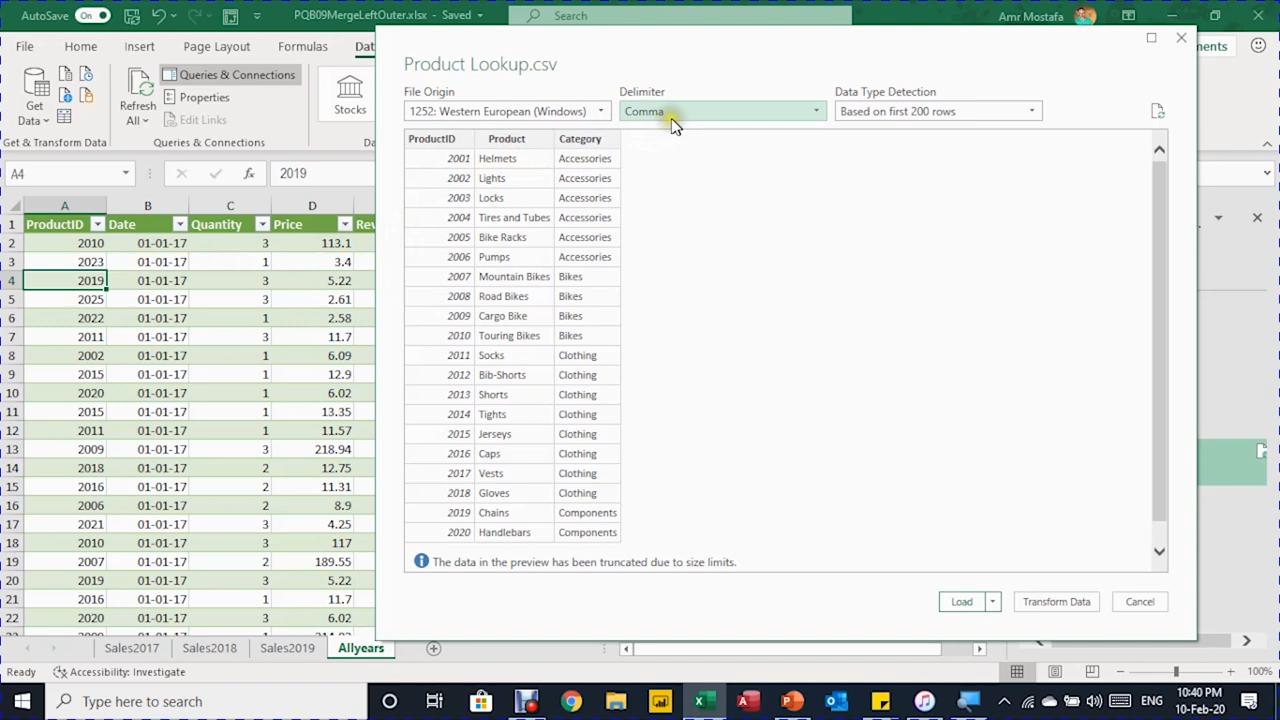 AutoSave On PQB09MergeLeftOuter.xlsx - Saved Search Amr Mostafa
File Home Insert Page Layout Formulas Dat ments
Get Data
Refresh All
Queries & Connections
Properties
Edit Links
Stocks
Get & Transform Data Queries & Connections
A4 fx 2019
A B C D
1 ProductID Date Quantity Price Rev
2 2010 01-01-17 3 113.1
3 2023 01-01-17 1 3.4
4 2019 01-01-17 3 5.22
5 2025 01-01-17 3 2.61
6 2022 01-01-17 1 2.58
7 2011 01-01-17 3 11.7
8 2002 01-01-17 1 6.09
9 2015 01-01-17 1 12.9
10 2020 01-01-17 1 6.02
11 2015 01-01-17 1 13.35
12 2011 01-01-17 1 11.57
13 2009 01-01-17 3 218.94
14 2018 01-01-17 2 12.75
15 2016 01-01-17 2 11.31
16 2006 01-01-17 2 8.9
17 2021 01-01-17 3 4.25
18 2010 01-01-17 3 117
19 2007 01-01-17 2 189.55
20 2019 01-01-17 3 5.22
21 2016 01-01-17 1 11.7
22 2020 01-01-17 3 6.02
Product Lookup.csv
File Origin Delimiter Data Type Detection
1252: Western European (Windows) Comma Based on first 200 rows
ProductID Product Category
2001 Helmets Accessories
2002 Lights Accessories
2003 Locks Accessories
2004 Tires and Tubes Accessories
2005 Bike Racks Accessories
2006 Pumps Accessories
2007 Mountain Bikes Bikes
2008 Road Bikes Bikes
2009 Cargo Bike Bikes
2010 Touring Bikes Bikes
2011 Socks Clothing
2012 Bib-Shorts Clothing
2013 Shorts Clothing
2014 Tights Clothing
2015 Jerseys Clothing
2016 Caps Clothing
2017 Vests Clothing
2018 Gloves Clothing
2019 Chains Components
2020 Handlebars Components
The data in the preview has been truncated due to size limits.
Load Transform Data Cancel
Sales2017 Sales2018 Sales2019 Allyears
Ready Accessibility: Investigate 100%
Type here to search ENG 10:40 PM
10-Feb-20